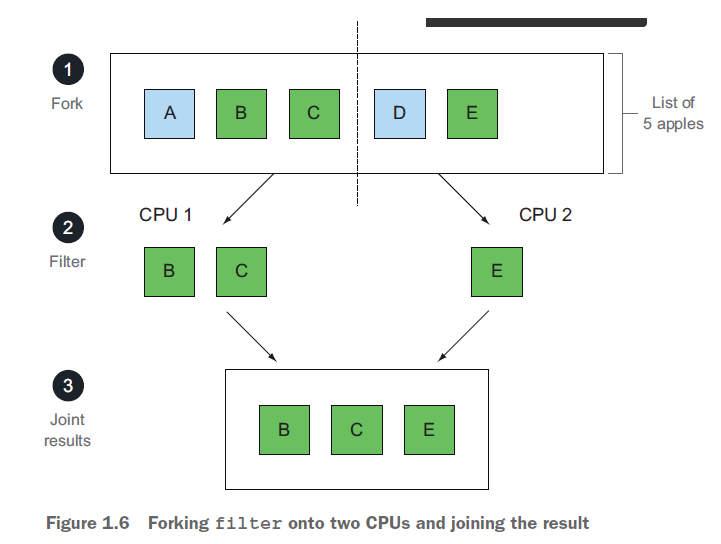 1
Fork
A B C D E
List of
5 apples
CPU 1
CPU 2
2
Filter
B C E
3
Joint
results
B C E
Figure 1.6 Forking filter onto two CPUs and joining the result